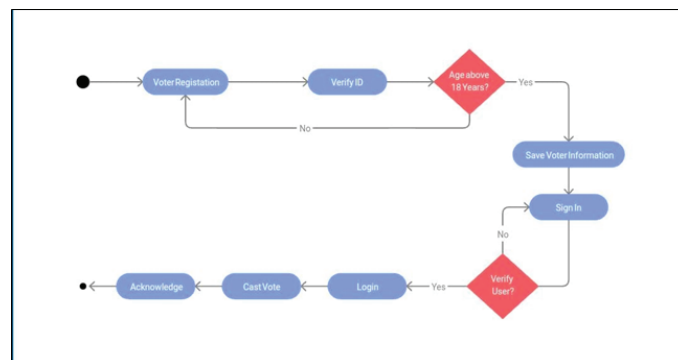 Voter Registation
Verify ID
Age above
18 Years?
Yes
No
Save Voter Information
Sign In
No
Verify
User?
Yes
Login
Cast Vote
Acknowledge